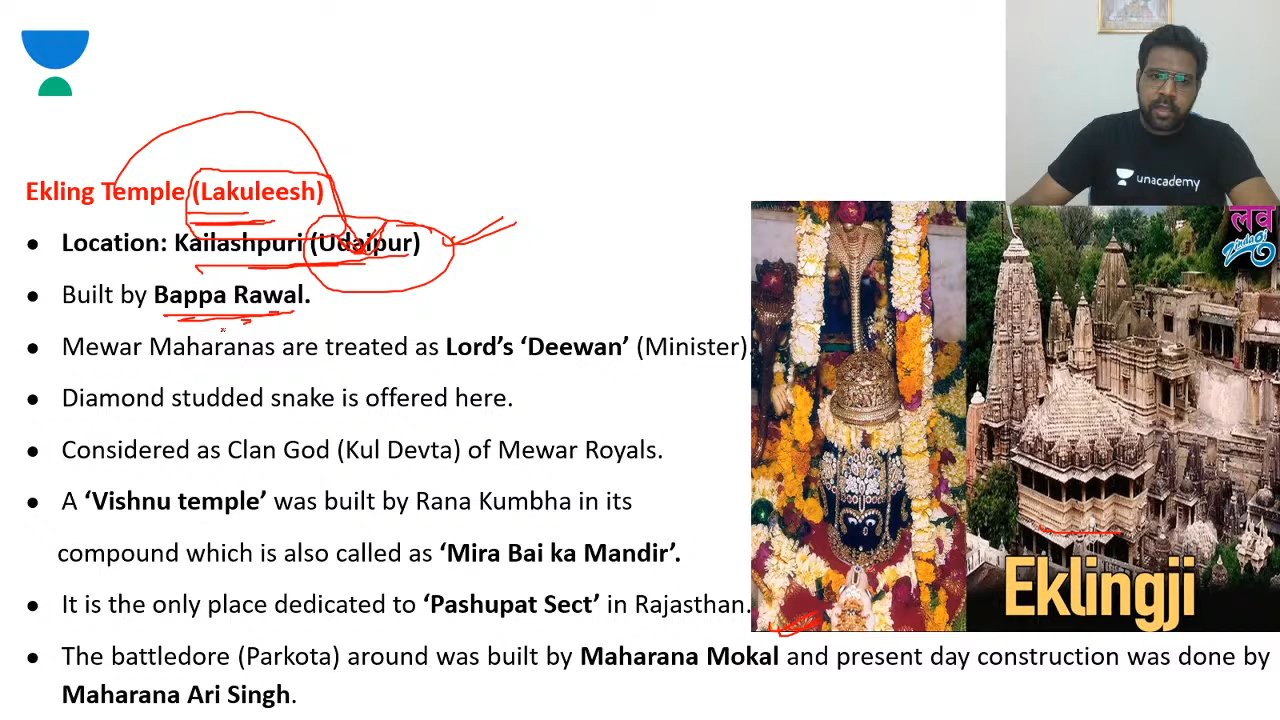 unacademy
Ekling Temple (Lakuleesh)
● Location: Kailashpuri (Udaipur)
● Built by Bappa Rawal.
● Mewar Maharanas are treated as Lord's 'Deewan' (Minister).
● Diamond studded snake is offered here.
● Considered as Clan God (Kul Devta) of Mewar Royals.
● A 'Vishnu temple' was built by Rana Kumbha in its
compound which is also called as 'Mira Bai ka Mandir'.
● It is the only place dedicated to 'Pashupat Sect' in Rajasthan.
● The battledore (Parkota) around was built by Maharana Mokal and present day construction was done by
Maharana Ari Singh.
लव
Zindagi
Eklingji